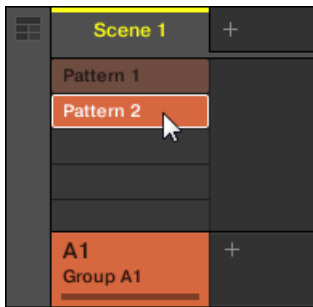 Scene 1 +
Pattern 1
Pattern 2
A1 +
Group A1